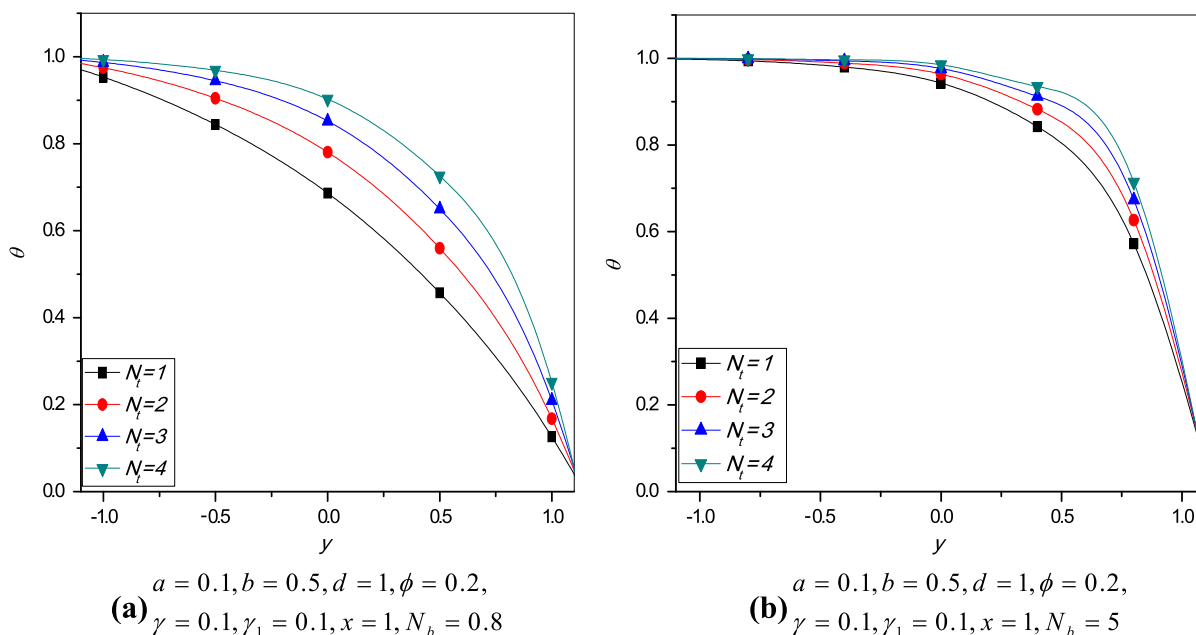 1.0
0.8
0.6
0.4
0.2
0.0
θ
-1.0 -0.5 0.0 0.5 1.0
y
N_t=1
N_t=2
N_t=3
N_t=4
(a)
a = 0.1, b = 0.5, d = 1, ϕ = 0.2,
γ = 0.1, γ₁ = 0.1, x = 1, N_b = 0.8
1.0
0.8
0.6
0.4
0.2
0.0
θ
-1.0 -0.5 0.0 0.5 1.0
y
N_t=1
N_t=2
N_t=3
N_t=4
(b)
a = 0.1, b = 0.5, d = 1, ϕ = 0.2,
γ = 0.1, γ₁ = 0.1, x = 1, N_b = 5